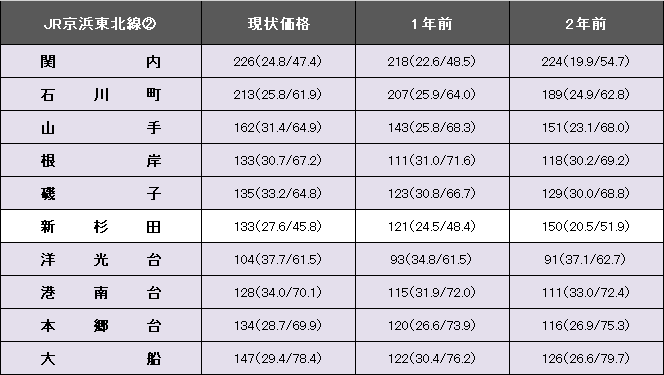 JR京浜東北線② 現状価格 1年前 2年前
関内 226(24.8/47.4) 218(22.6/48.5) 224(19.9/54.7)
石川町 213(25.8/61.9) 207(25.9/64.0) 189(24.9/62.8)
山手 162(31.4/64.9) 143(25.8/68.3) 151(23.1/68.0)
根岸 133(30.7/67.2) 111(31.0/71.6) 118(30.2/69.2)
磯子 135(33.2/64.8) 123(30.8/66.7) 129(30.0/68.8)
新杉田 133(27.6/45.8) 121(24.5/48.4) 150(20.5/51.9)
洋光台 104(37.7/61.5) 93(34.8/61.5) 91(37.1/62.7)
港南台 128(34.0/70.1) 115(31.9/72.0) 111(33.0/72.4)
本郷台 134(28.7/69.9) 120(26.6/73.9) 116(26.9/75.3)
大船 147(29.4/78.4) 122(30.4/76.2) 126(26.6/79.7)